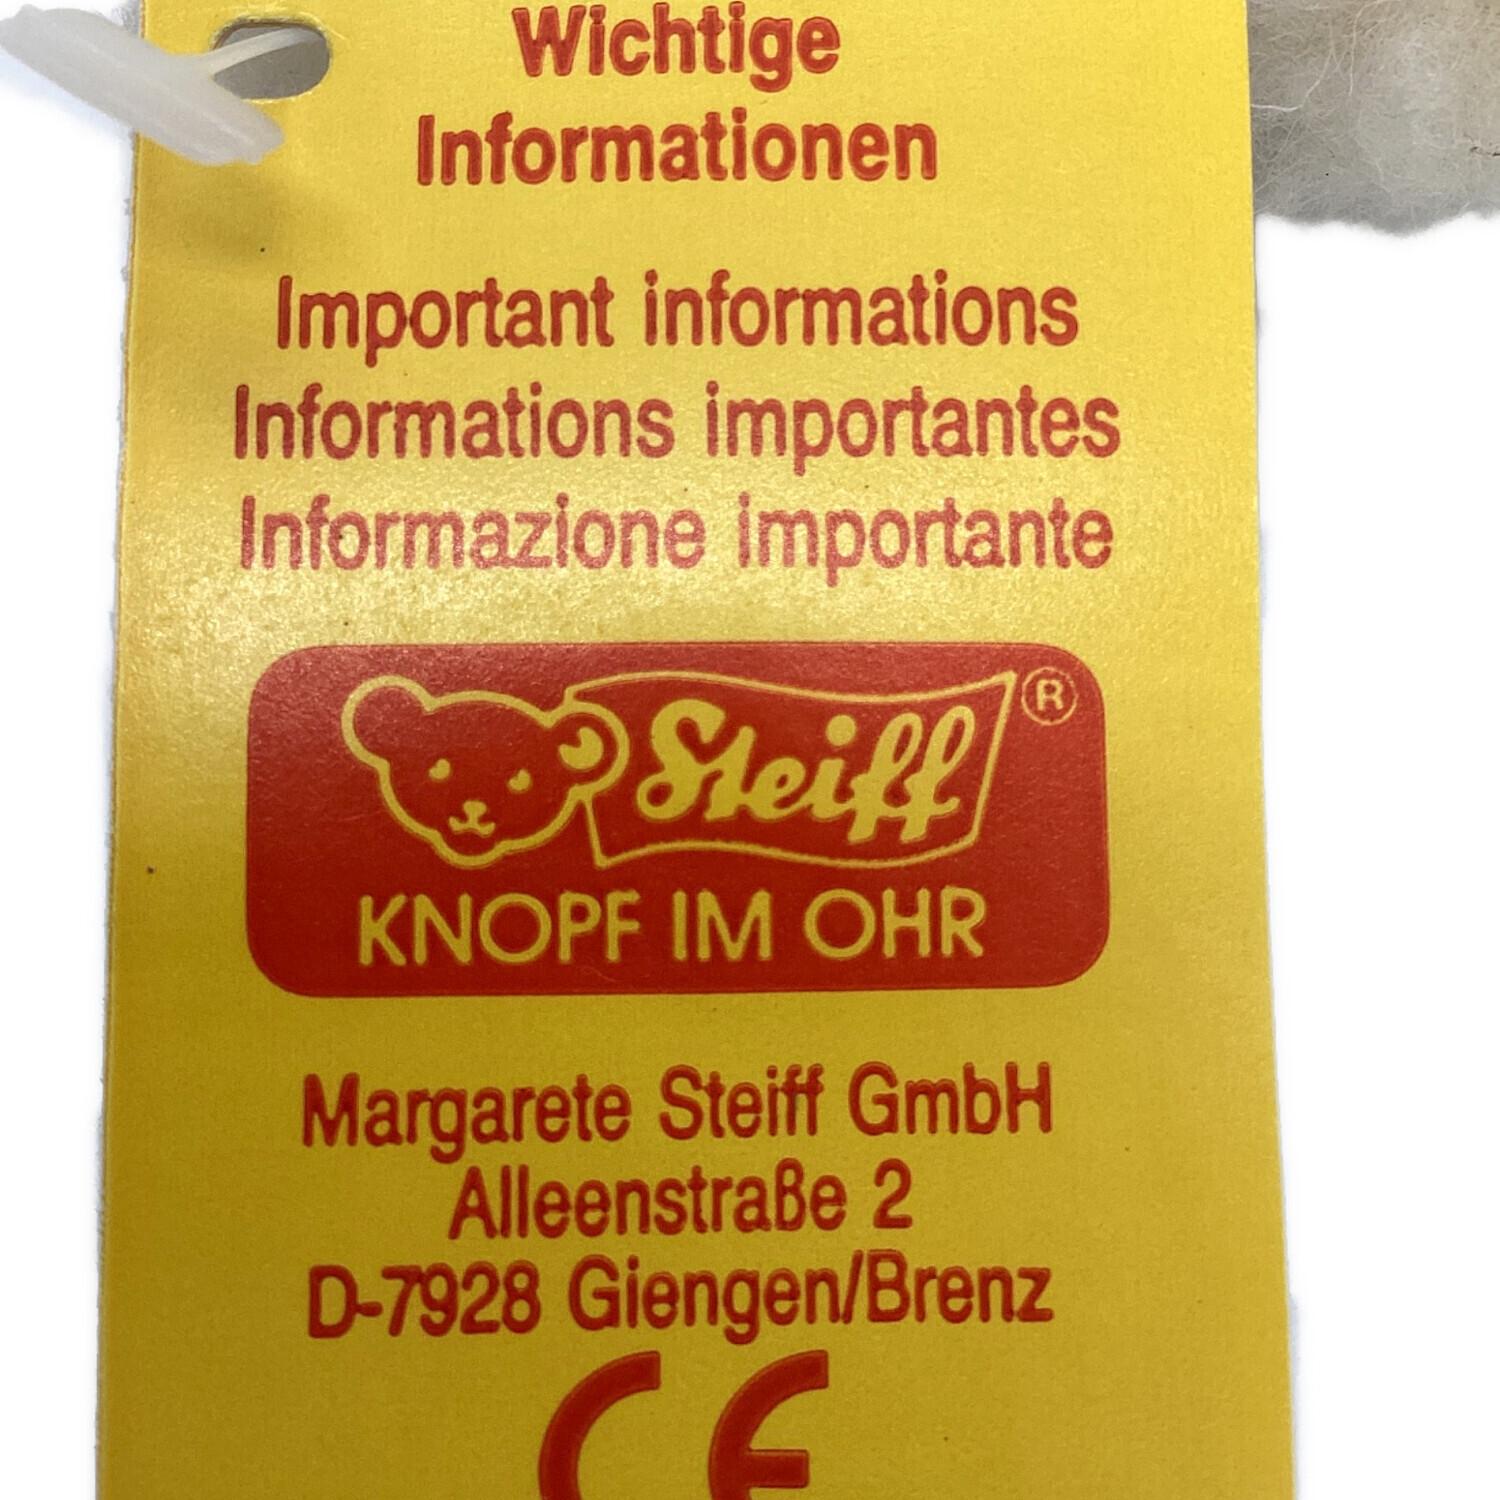 Wichtige
Informationen
Important informations
Informations importantes
Informazione importante
Steiff ®
KNOPF IM OHR
Margarete Steiff GmbH
Alleenstraße 2
D-7928 Giengen/Brenz
CE